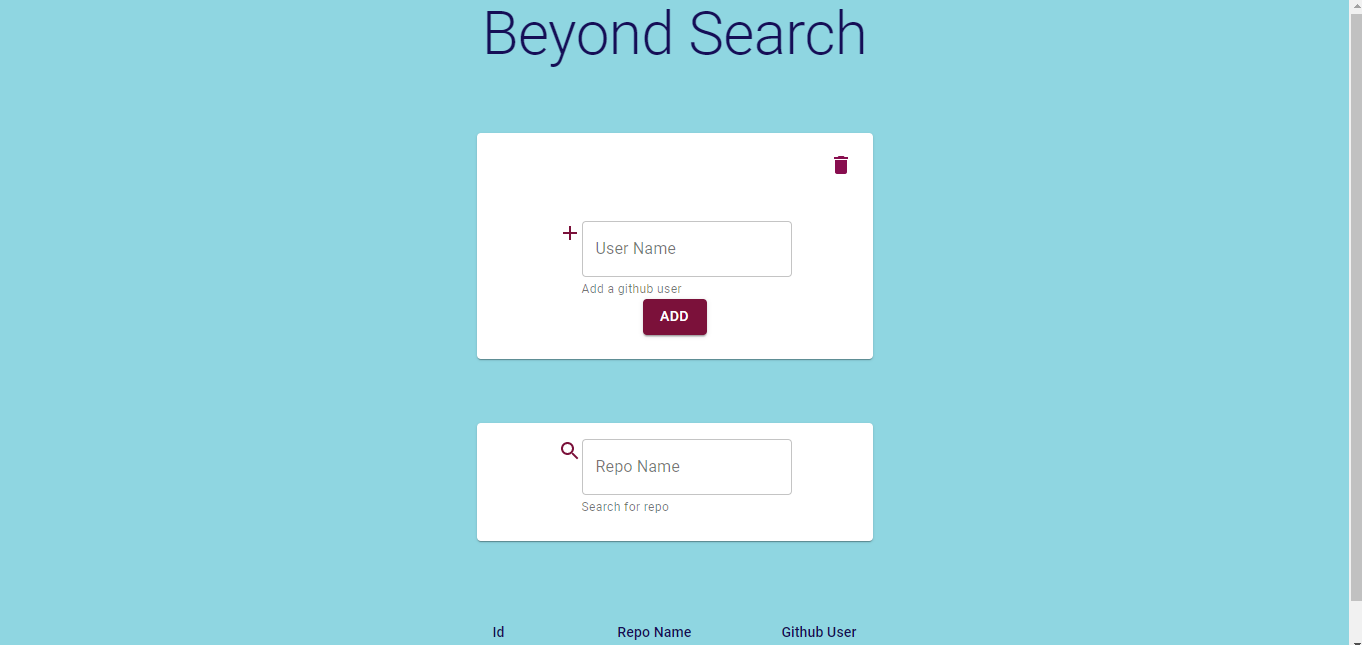 Beyond Search
User Name
Add a github user
ADD
Repo Name
Search for repo
Id Repo Name Github User